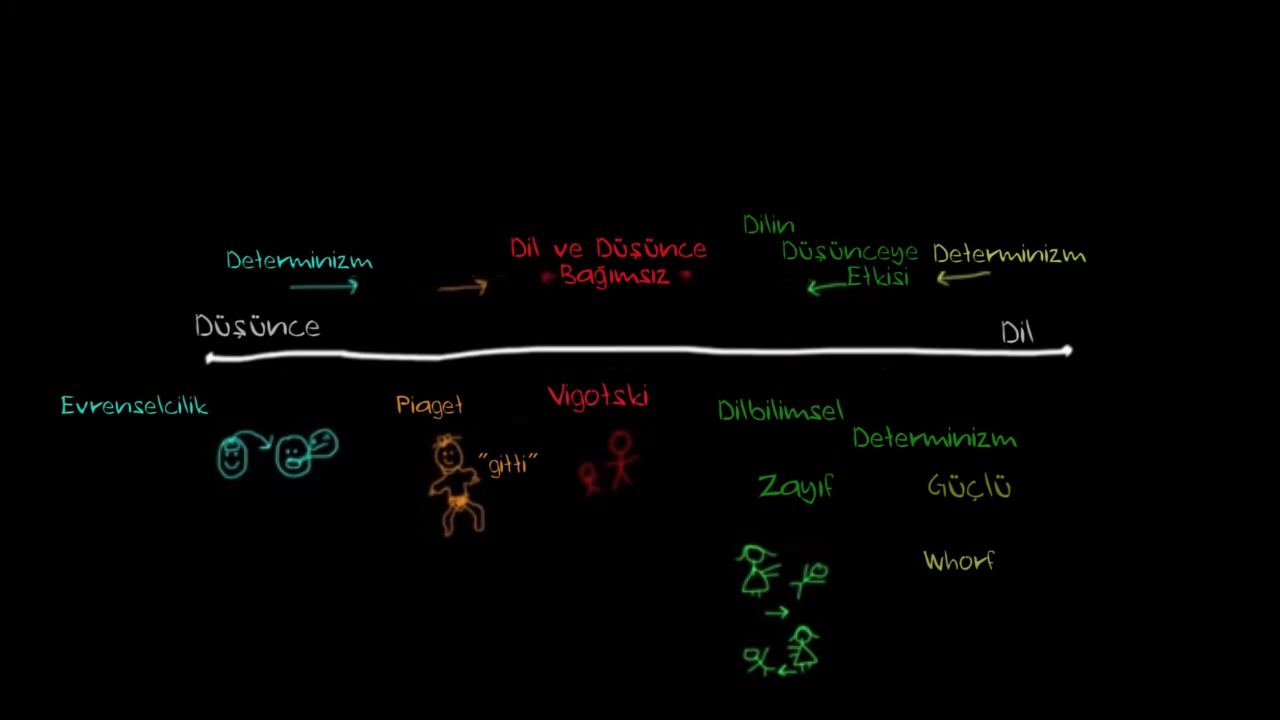 Determinizm
Dil ve Düşünce
Bağımsız
Dilin
Düşünceye
Etkisi
Determinizm
Düşünce
Dil
Evrenselcilik
Piaget
"gitti"
Vigotski
Dilbilimsel
Determinizm
Zayıf
Güçlü
Whorf